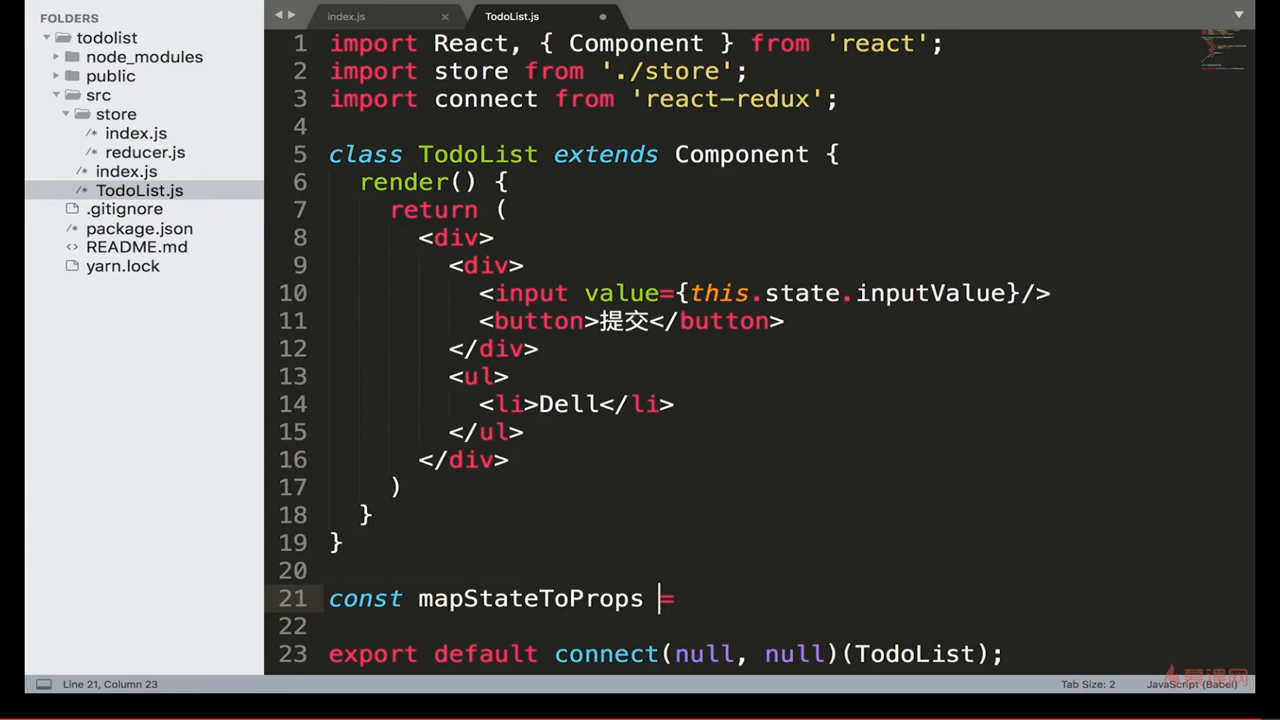 FOLDERS
todolist
node_modules
public
src
store
index.js
reducer.js
index.js
TodoList.js
.gitignore
package.json
README.md
yarn.lock
index.js
TodoList.js
1 import React, { Component } from 'react';
2 import store from './store';
3 import connect from 'react-redux';
4
5 class TodoList extends Component {
6 render() {
7 return (
8 <div>
9 <div>
10 <input value={this.state.inputValue}/>
11 <button>提交</button>
12 </div>
13 <ul>
14 <li>Dell</li>
15 </ul>
16 </div>
17 )
18 }
19 }
20
21 const mapStateToProps =
22
23 export default connect(null, null)(TodoList);
Line 21, Column 23
Tab Size: 2
JavaScript (Babel)
慕课网